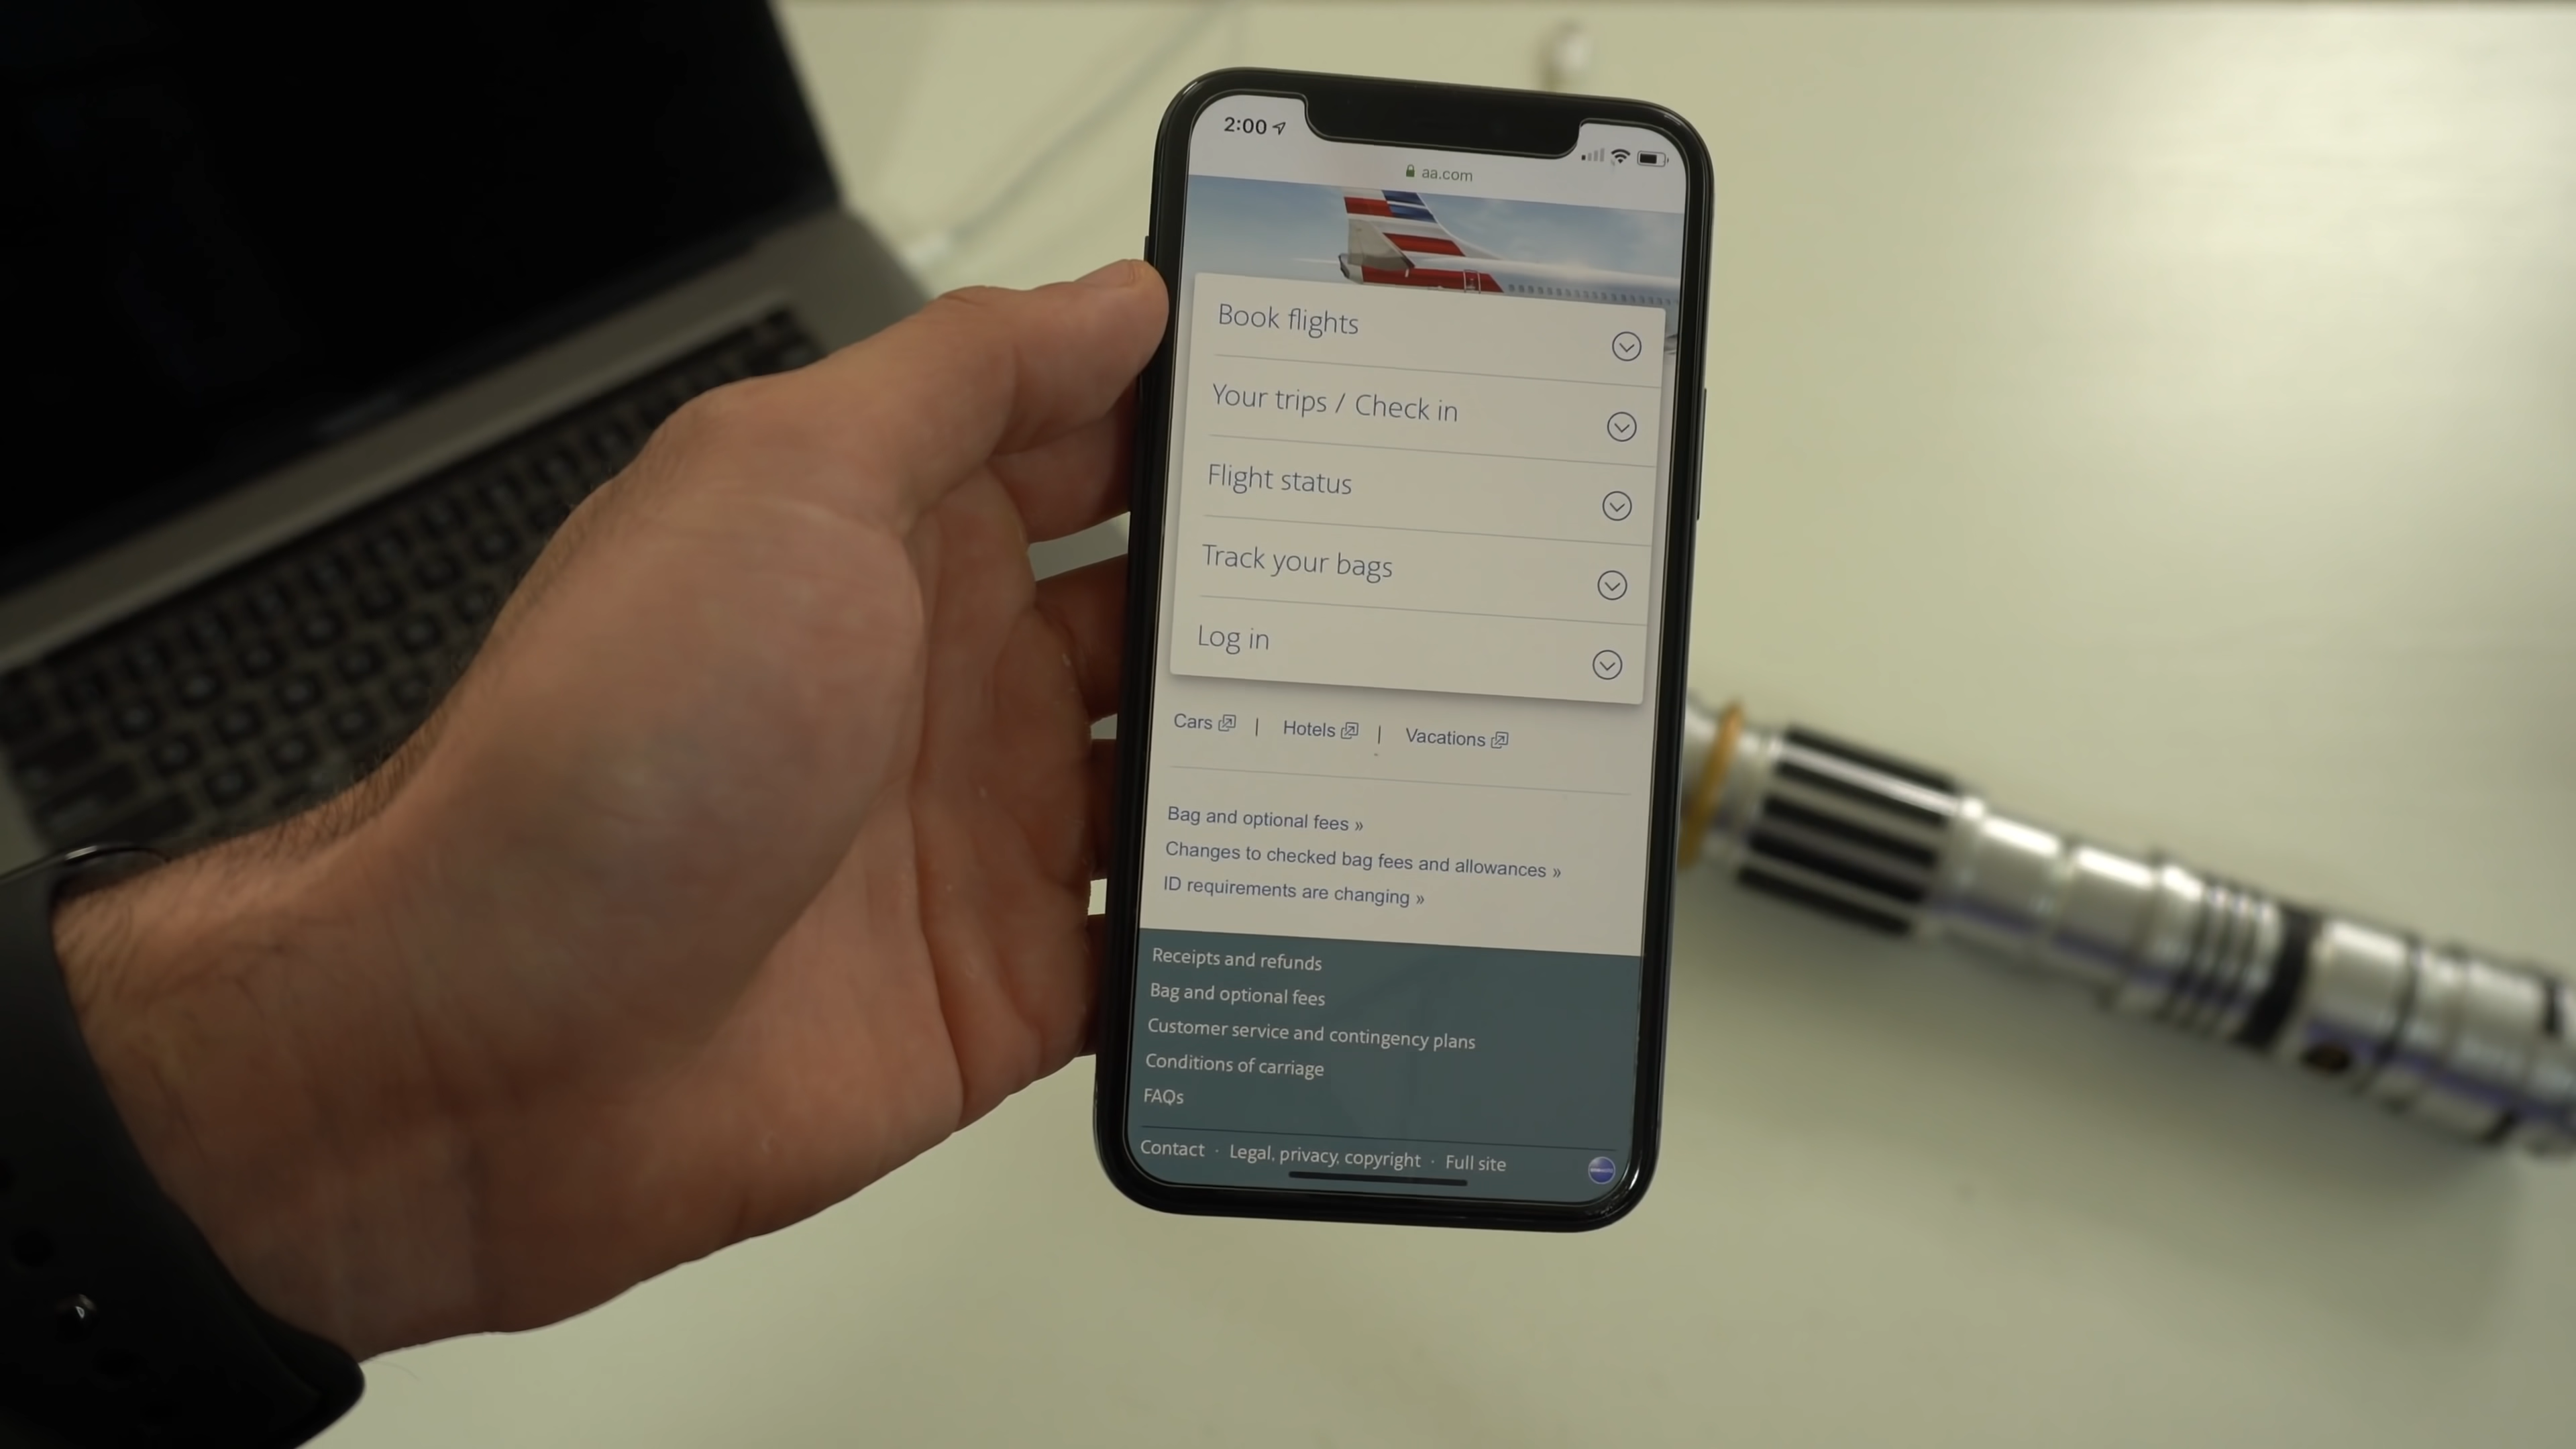 2:00
aa.com
Book flights
Your trips / Check in
Flight status
Track your bags
Log in
Cars | Hotels | Vacations
Bag and optional fees »
Changes to checked bag fees and allowances »
ID requirements are changing »
Receipts and refunds
Bag and optional fees
Customer service and contingency plans
Conditions of carriage
FAQs
Contact · Legal, privacy, copyright · Full site